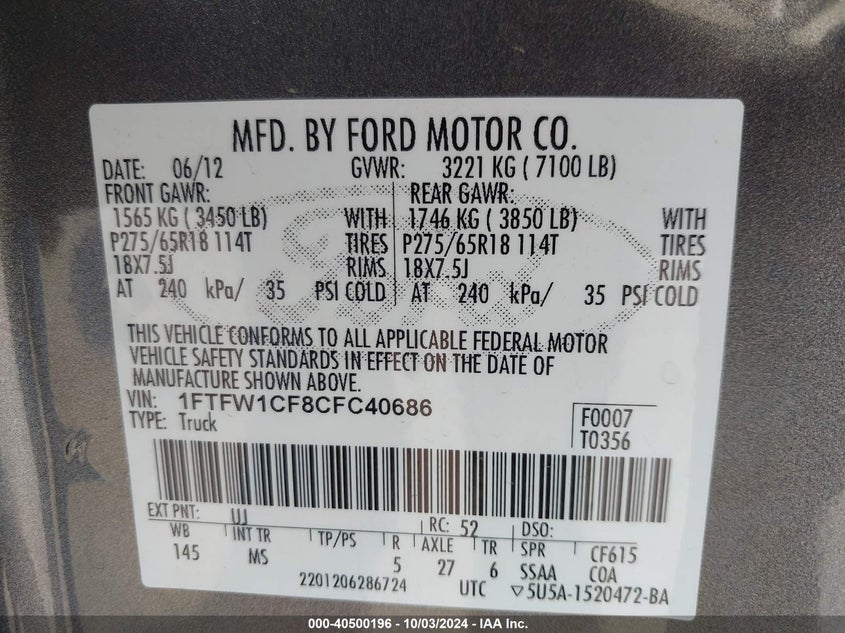 MFD. BY FORD MOTOR CO.
DATE: 06/12 GVWR: 3221 KG ( 7100 LB)
FRONT GAWR: REAR GAWR:
1565 KG ( 3450 LB) WITH 1746 KG ( 3850 LB) WITH
P275/65R18 114T TIRES P275/65R18 114T TIRES
18X7.5J RIMS 18X7.5J RIMS
AT 240 kPa/ 35 PSI COLD AT 240 kPa/ 35 PSI COLD
THIS VEHICLE CONFORMS TO ALL APPLICABLE FEDERAL MOTOR
VEHICLE SAFETY STANDARDS IN EFFECT ON THE DATE OF
MANUFACTURE SHOWN ABOVE.
VIN: 1FTFW1CF8CFC40686 F0007
TYPE: Truck T0356
EXT PNT: UJ RC: 52 DSO:
WB INT TR TP/PS R AXLE TR SPR CF615
145 MS 5 27 6 SSAA COA
2201206286724 UTC ▽5U5A-1520472-BA
000-40500196 - 10/03/2024 - IAA Inc.